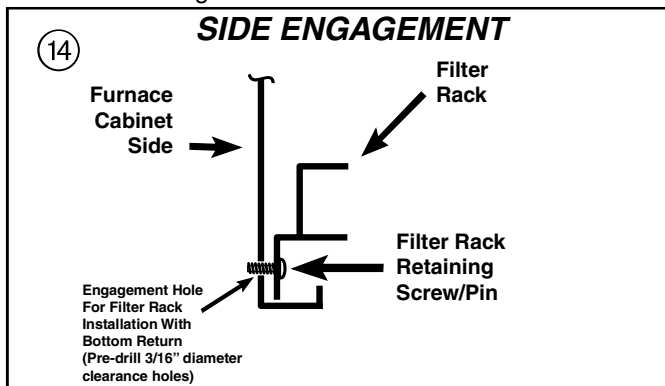 14
SIDE ENGAGEMENT
Furnace
Cabinet
Side
Filter
Rack
Filter Rack
Retaining
Screw/Pin
Engagement Hole
For Filter Rack
Installation With
Bottom Return
(Pre-drill 3/16” diameter
clearance holes)